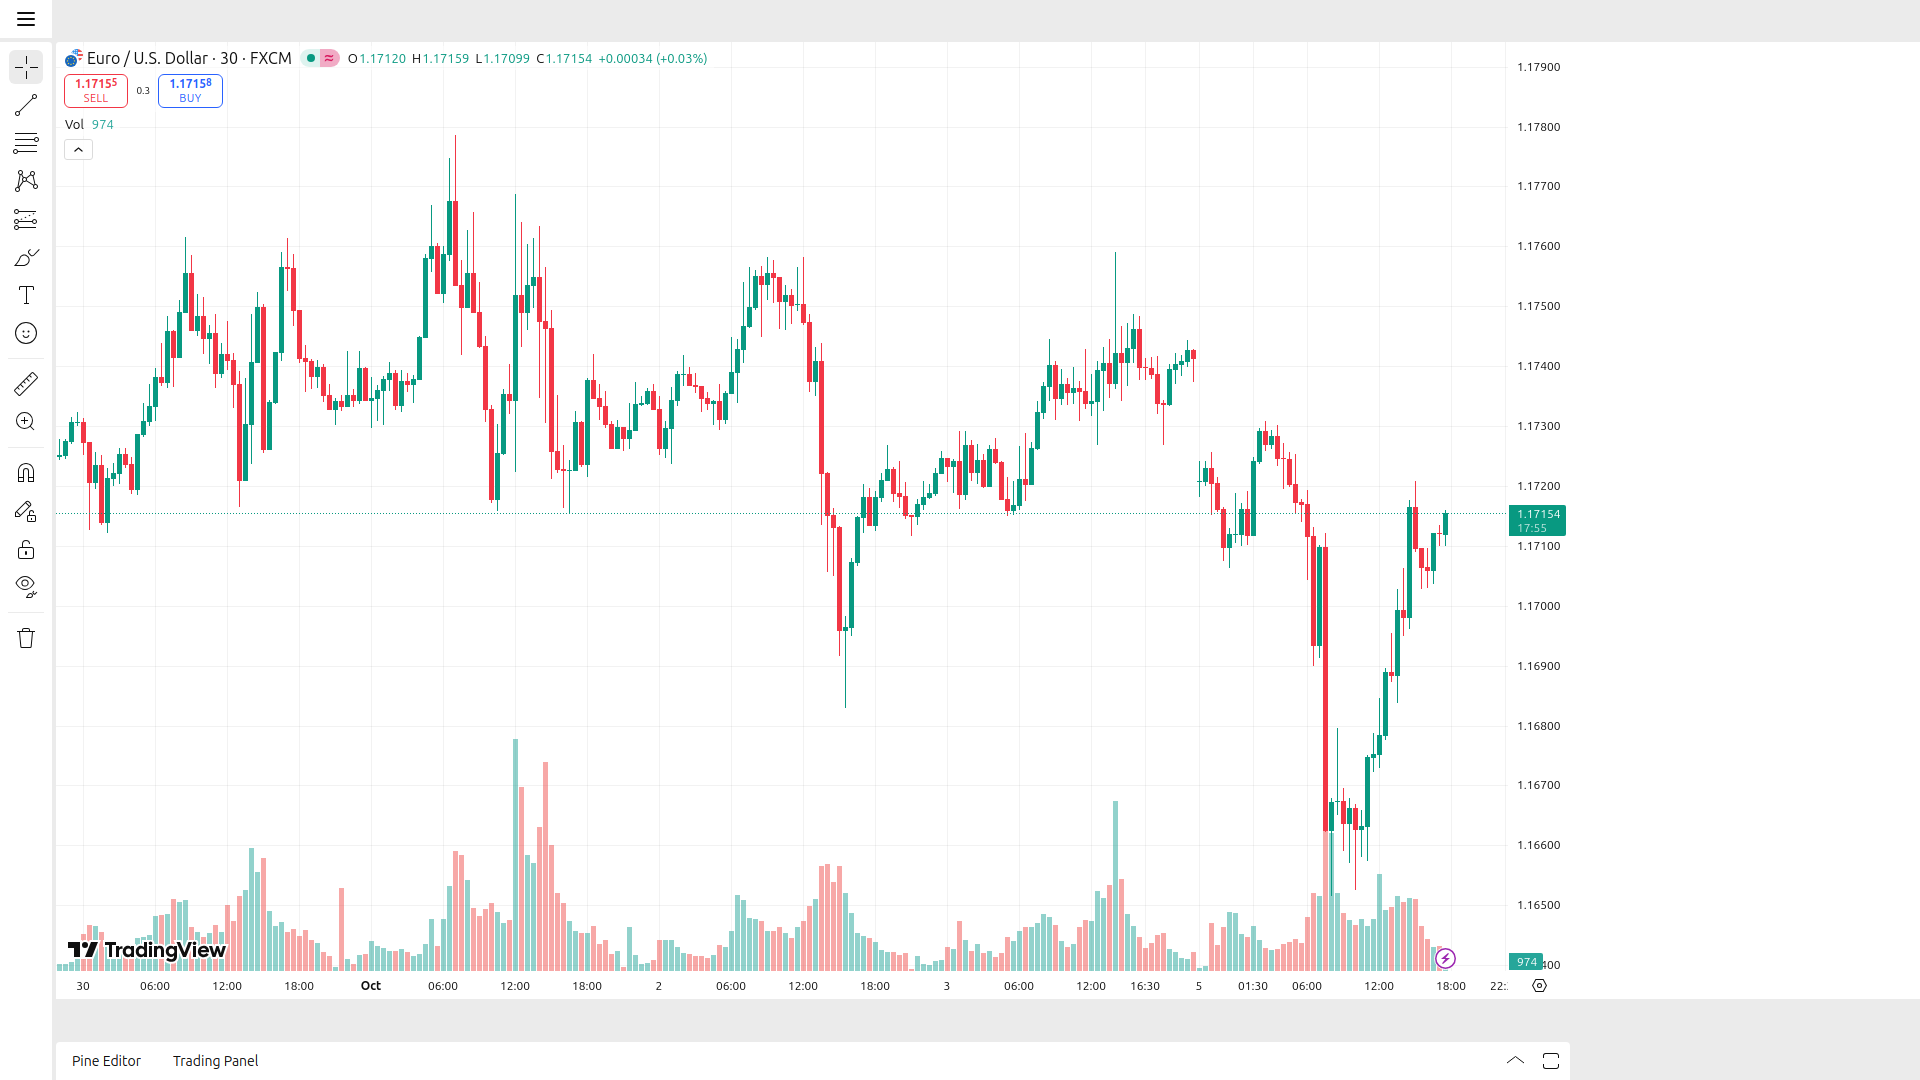 Euro / U.S. Dollar · 30 · FXCM O1.17120 H1.17159 L1.17099 C1.17154 +0.00034 (+0.03%)
1.17155 0.3 1.17158
SELL BUY
Vol 974
1.17900
1.17800
1.17700
1.17600
1.17500
1.17400
1.17300
1.17200
1.17154
17:55
1.17100
1.17000
1.16900
1.16800
1.16700
1.16600
1.16500
974
400
TradingView
30 06:00 12:00 18:00 Oct 06:00 12:00 18:00 2 06:00 12:00 18:00 3 06:00 12:00 16:30 5 01:30 06:00 12:00 18:00 22:
Pine Editor Trading Panel